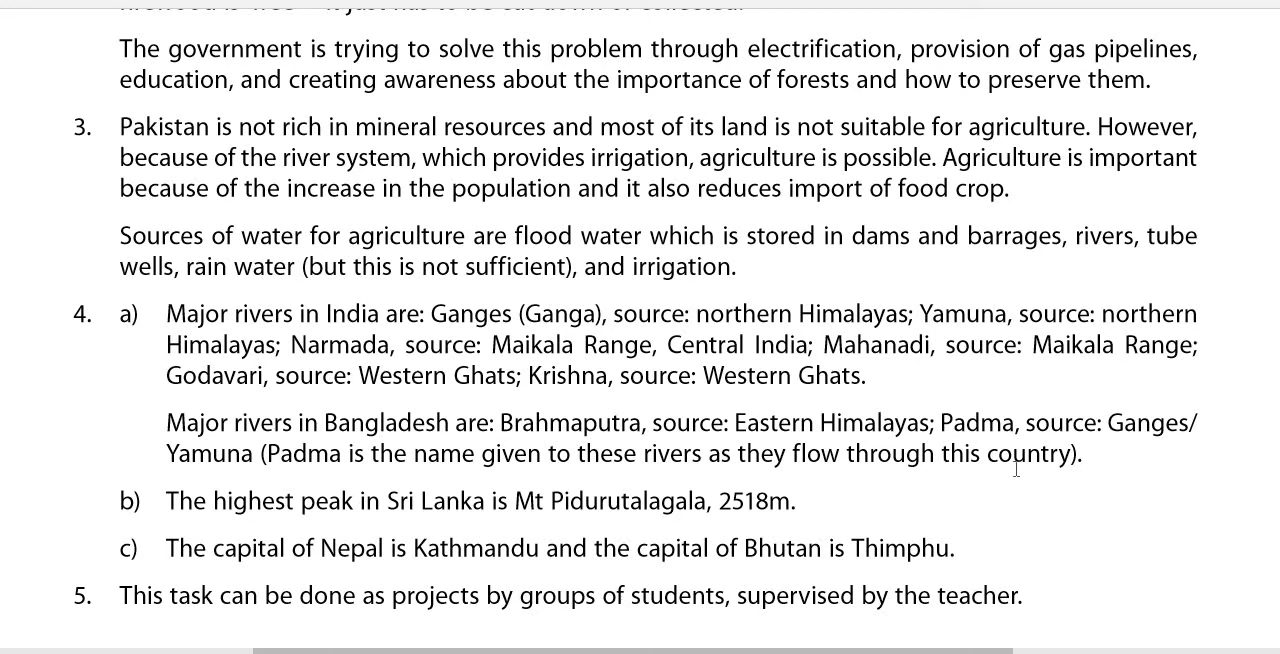 The government is trying to solve this problem through electrification, provision of gas pipelines,
education, and creating awareness about the importance of forests and how to preserve them.
3. Pakistan is not rich in mineral resources and most of its land is not suitable for agriculture. However,
because of the river system, which provides irrigation, agriculture is possible. Agriculture is important
because of the increase in the population and it also reduces import of food crop.
Sources of water for agriculture are flood water which is stored in dams and barrages, rivers, tube
wells, rain water (but this is not sufficient), and irrigation.
4. a) Major rivers in India are: Ganges (Ganga), source: northern Himalayas; Yamuna, source: northern
Himalayas; Narmada, source: Maikala Range, Central India; Mahanadi, source: Maikala Range;
Godavari, source: Western Ghats; Krishna, source: Western Ghats.
Major rivers in Bangladesh are: Brahmaputra, source: Eastern Himalayas; Padma, source: Ganges/
Yamuna (Padma is the name given to these rivers as they flow through this country).
b) The highest peak in Sri Lanka is Mt Pidurutalagala, 2518m.
c) The capital of Nepal is Kathmandu and the capital of Bhutan is Thimphu.
5. This task can be done as projects by groups of students, supervised by the teacher.